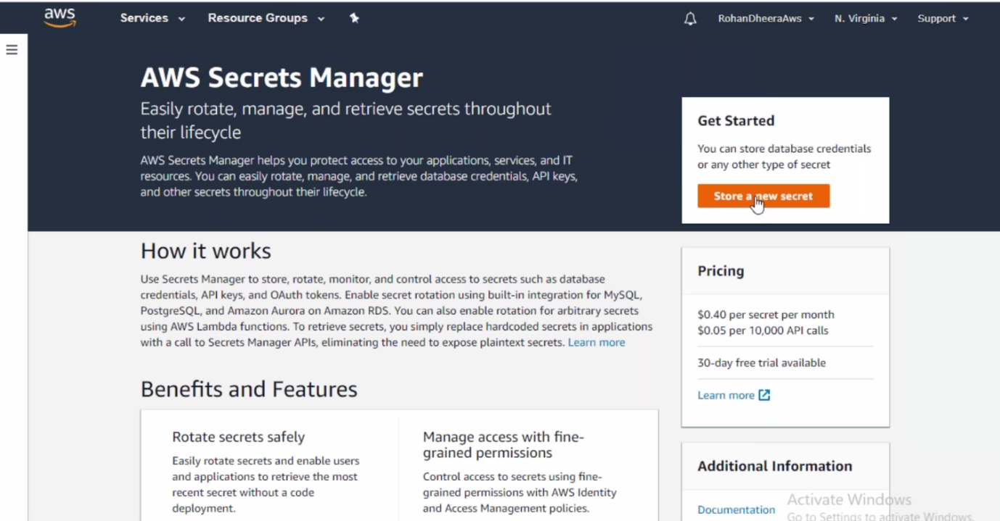 aws Services Resource Groups RohanDheeraAws N. Virginia Support
AWS Secrets Manager
Easily rotate, manage, and retrieve secrets throughout
their lifecycle
AWS Secrets Manager helps you protect access to your applications, services, and IT
resources. You can easily rotate, manage, and retrieve database credentials, API keys,
and other secrets throughout their lifecycle.
Get Started
You can store database credentials
or any other type of secret
Store a new secret
How it works
Use Secrets Manager to store, rotate, monitor, and control access to secrets such as database
credentials, API keys, and OAuth tokens. Enable secret rotation using built-in integration for MySQL,
PostgreSQL, and Amazon Aurora on Amazon RDS. You can also enable rotation for arbitrary secrets
using AWS Lambda functions. To retrieve secrets, you simply replace hardcoded secrets in applications
with a call to Secrets Manager APIs, eliminating the need to expose plaintext secrets. Learn more
Pricing
$0.40 per secret per month
$0.05 per 10,000 API calls
30-day free trial available
Learn more
Benefits and Features
Rotate secrets safely
Easily rotate secrets and enable users
and applications to retrieve the most
recent secret without a code
deployment.
Manage access with fine-
grained permissions
Control access to secrets using fine-
grained permissions with AWS Identity
and Access Management policies.
Additional Information
Documentation
Activate Windows
Go to Settings to activate Windows.